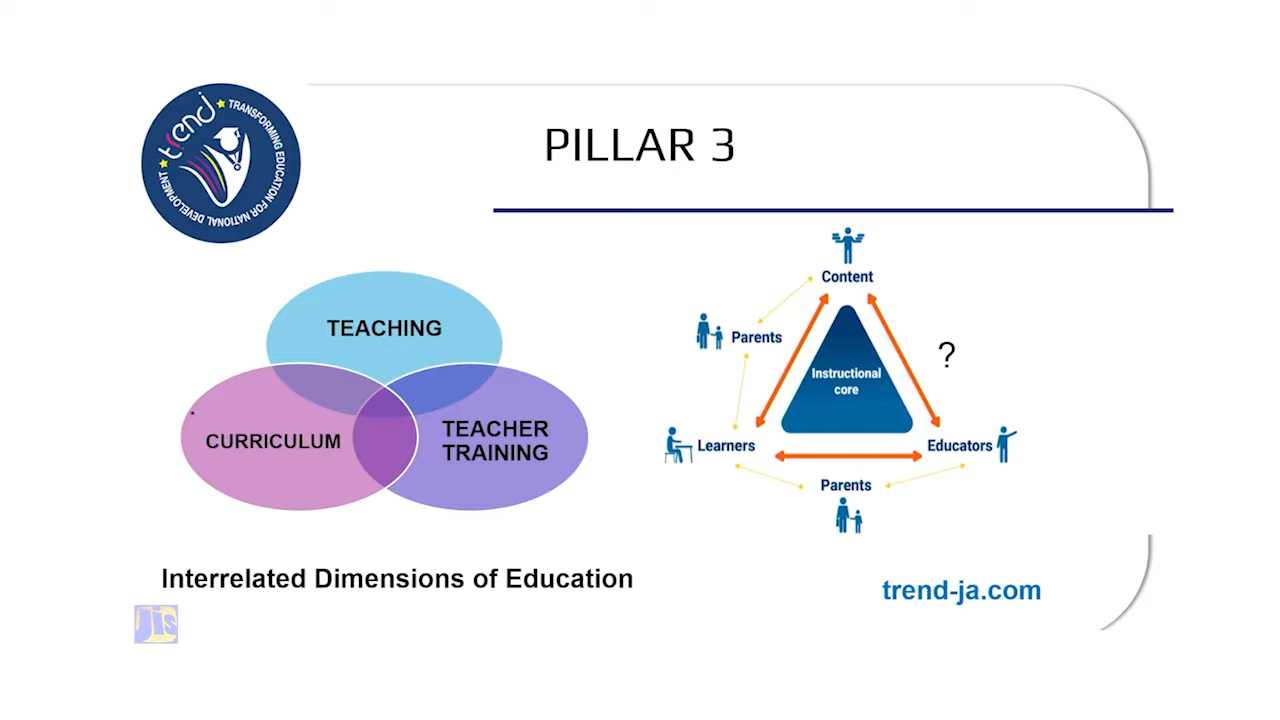 trend
TRANSFORMING EDUCATION FOR NATIONAL DEVELOPMENT
PILLAR 3
TEACHING
CURRICULUM
TEACHER
TRAINING
Interrelated Dimensions of Education
Content
Parents
?
Instructional
core
Learners
Educators
Parents
trend-ja.com
jis